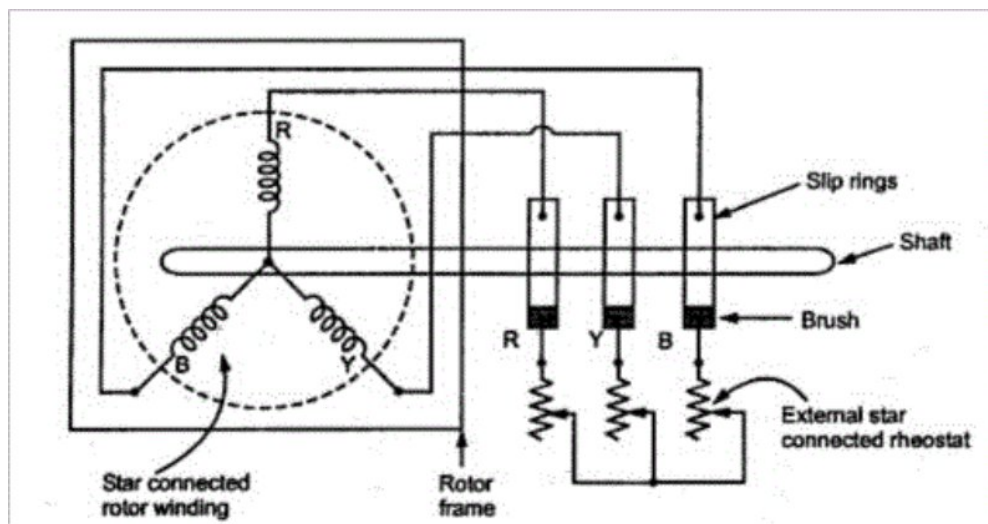 R
B
Y
Slip rings
Shaft
Brush
R
Y
B
External star
connected rheostat
Star connected
rotor winding
Rotor
frame